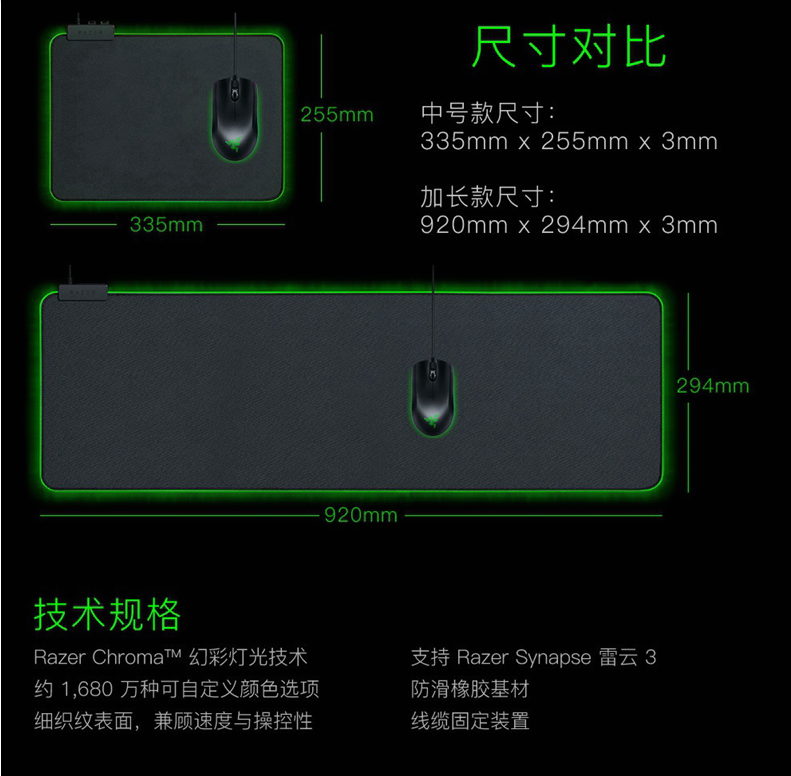 RAZER
255mm
尺寸对比
中号款尺寸：
335mm x 255mm x 3mm
加长款尺寸：
920mm x 294mm x 3mm
335mm
RAZER
294mm
920mm
技术规格
Razer Chroma™ 幻彩灯光技术
约 1,680 万种可自定义颜色选项
细织纹表面，兼顾速度与操控性
支持 Razer Synapse 雷云 3
防滑橡胶基材
线缆固定装置